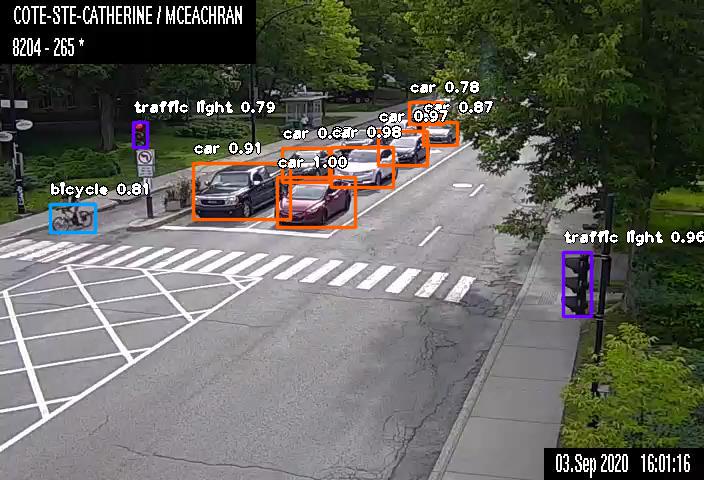 COTE-STE-CATHERINE / MCEACHRAN
8204 - 265 *
car 0.78
traffic light 0.79
car 0.87
car 0.97
car 0.98
car 0.91
car 1.00
bicycle 0.81
traffic light 0.96
03.Sep 2020 16:01:16